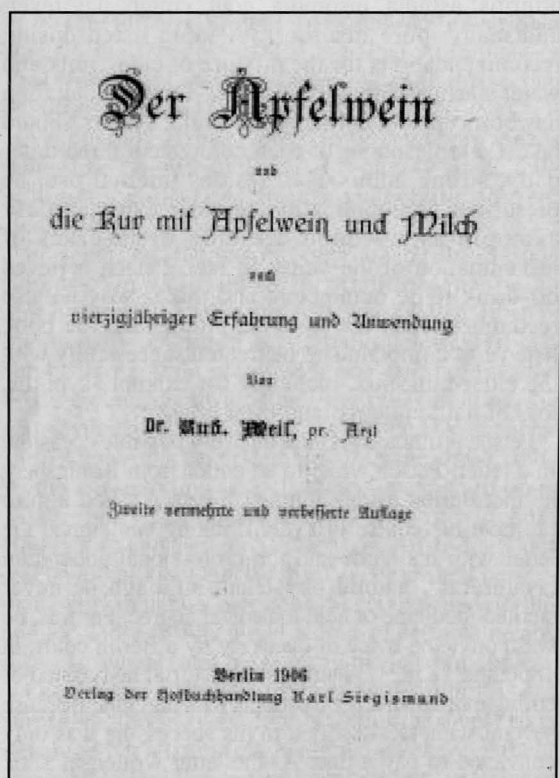 Der Apfelwein
und
die Kur mit Apfelwein und Milch
nach
vierzigjähriger Erfahrung und Anwendung
Von
Dr. Rud. Weil, pr. Arzt
Zweite vermehrte und verbesserte Auflage
Berlin 1906
Verlag der Hofbuchhandlung Karl Siegismund